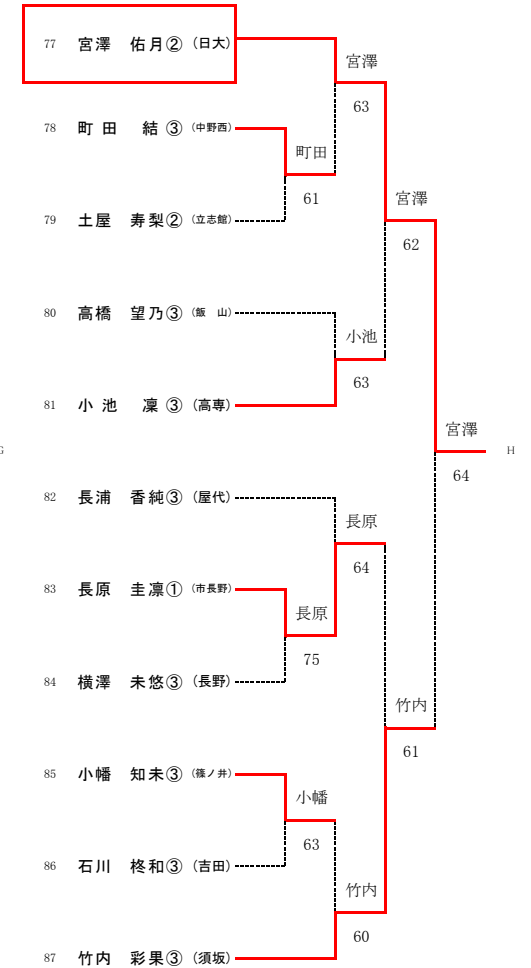 77 宮澤 佑月② (日大)
宮澤
63
78 町田 結③ (中野西)
町田
61
宮澤
62
79 土屋 寿梨② (立志館)
80 高橋 望乃③ (飯 山)
小池
63
81 小池 凜③ (高専)
宮澤
64
G
H
82 長浦 香純③ (屋代)
長原
64
83 長原 圭凛① (市長野)
長原
75
84 横澤 未悠③ (長野)
竹内
61
85 小幡 知未③ (篠ノ井)
小幡
63
86 石川 柊和③ (吉田)
竹内
60
87 竹内 彩果③ (須坂)